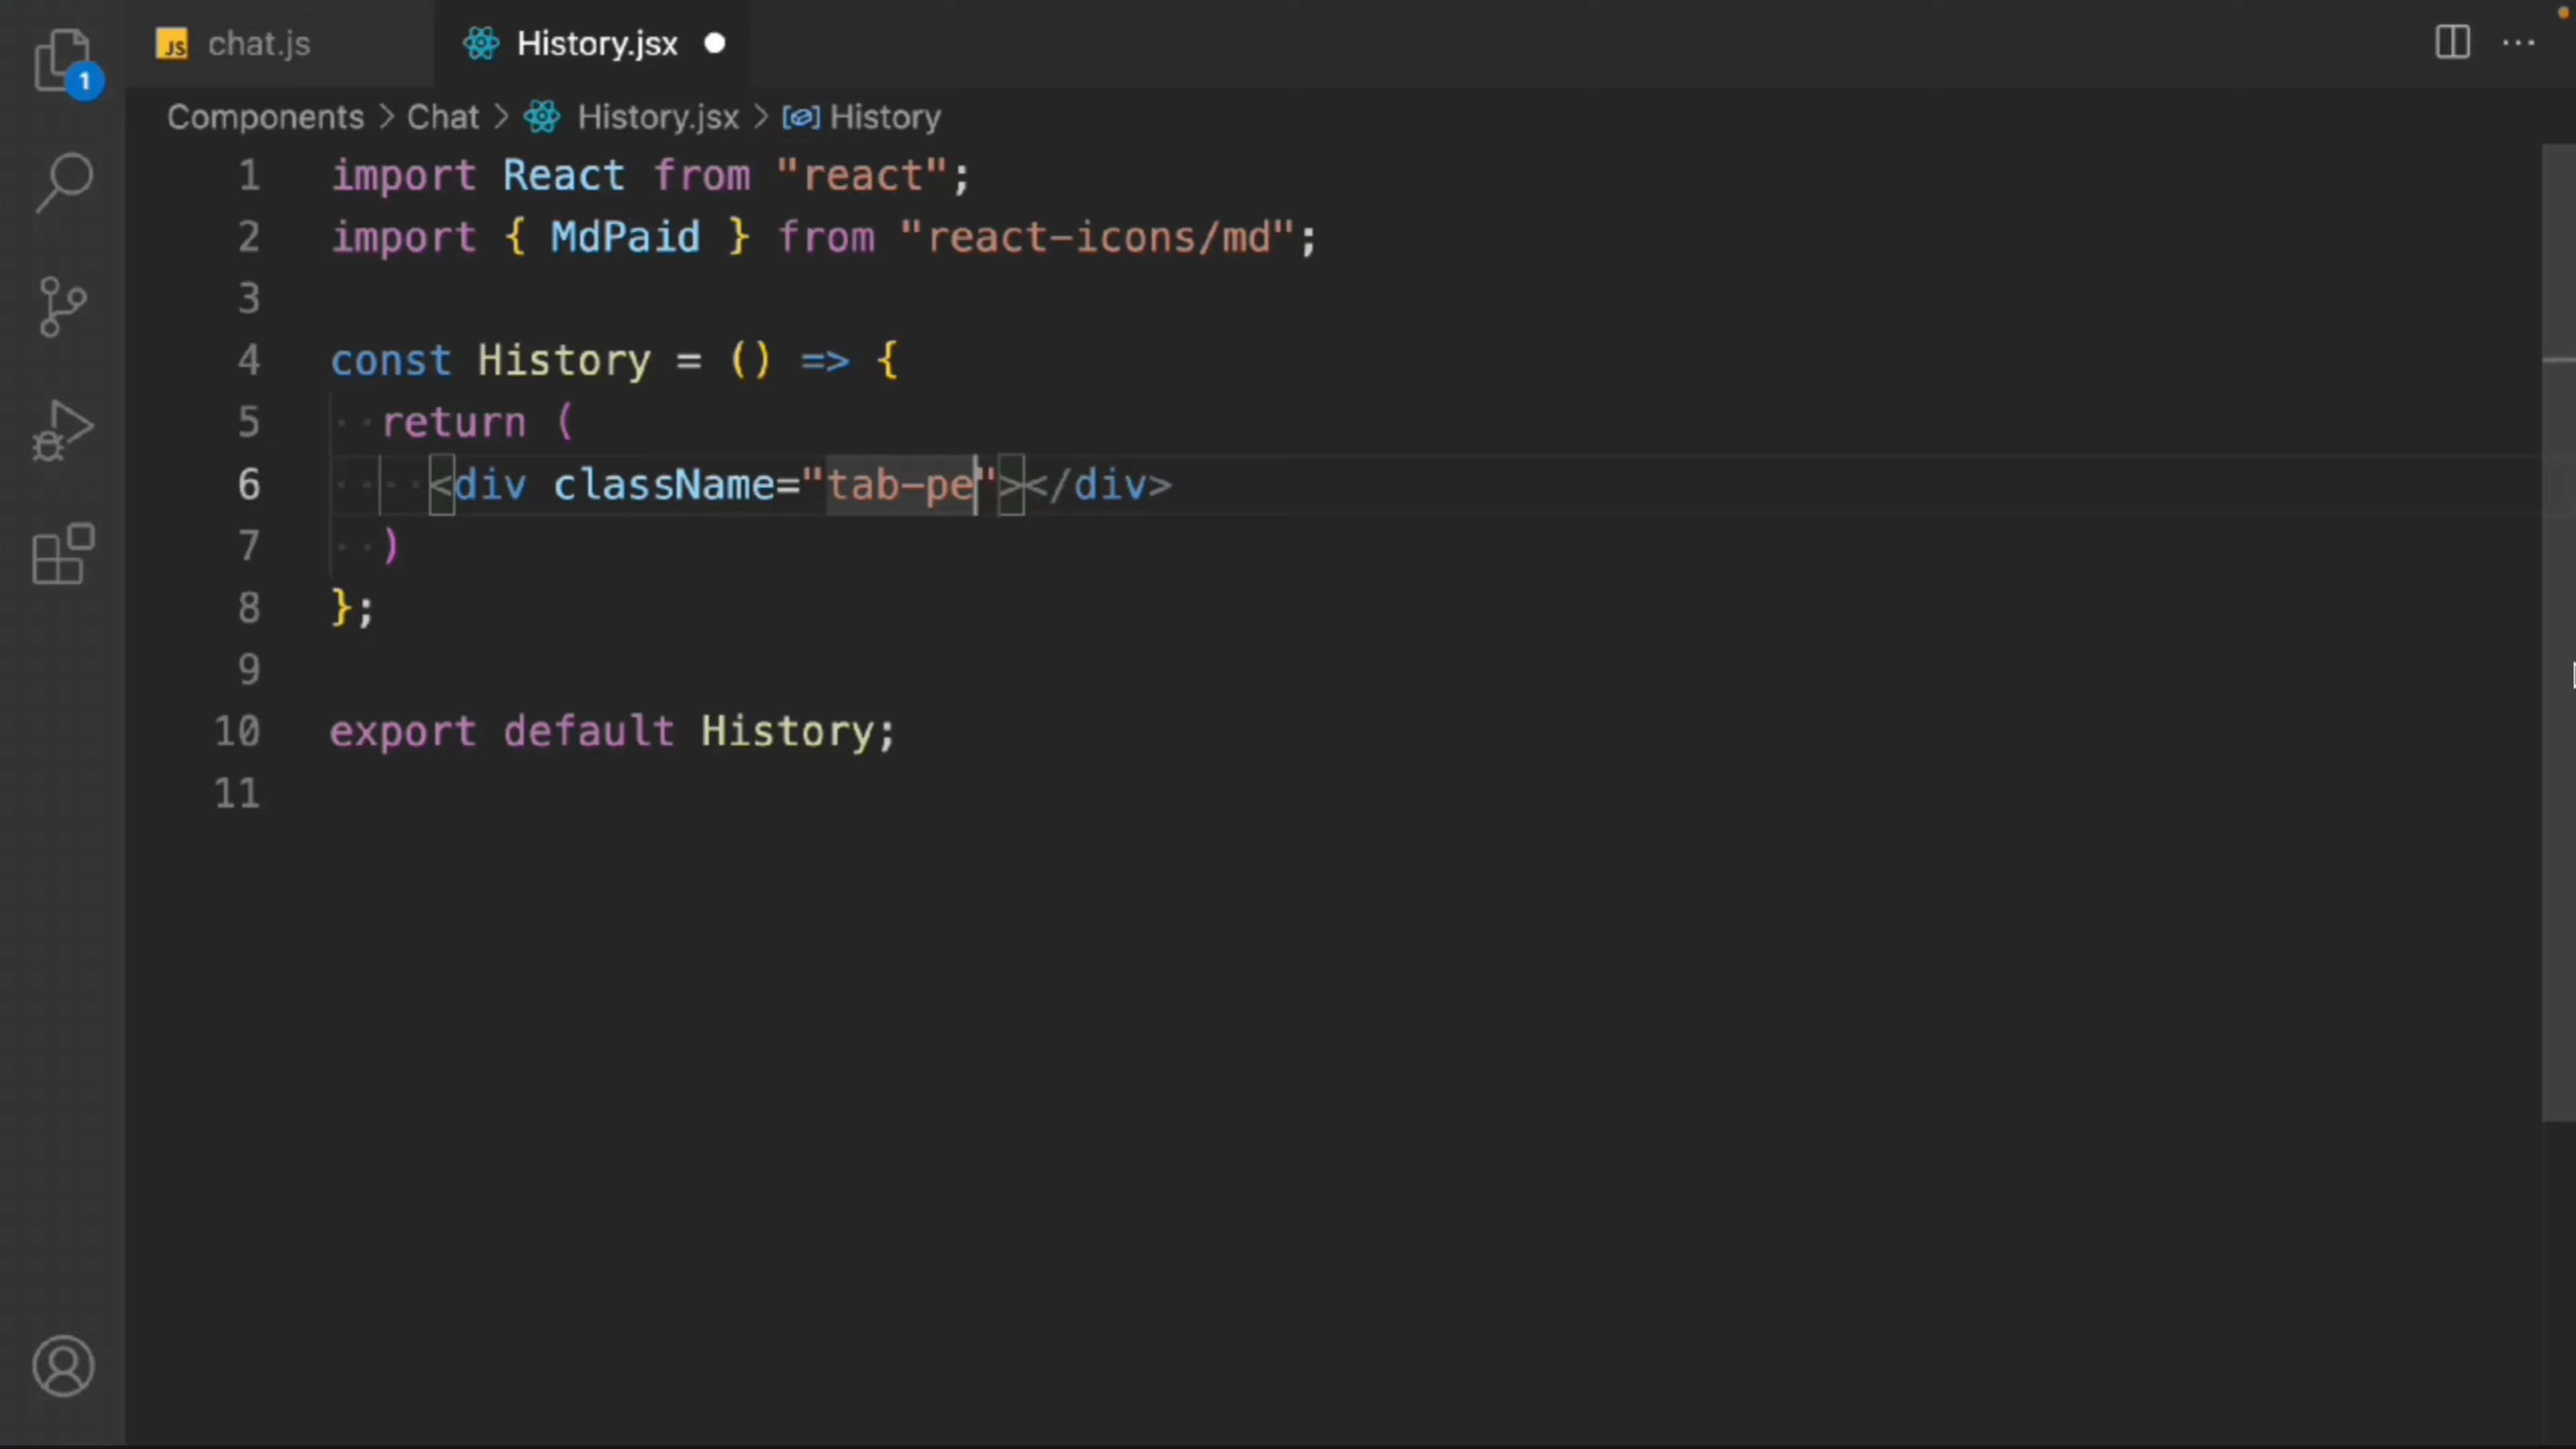 JS chat.js History.jsx
1
Components > Chat > History.jsx > History
1 import React from "react";
2 import { MdPaid } from "react-icons/md";
3
4 const History = () => {
5 return (
6 <div className="tab-pe"></div>
7 )
8 };
9
10 export default History;
11